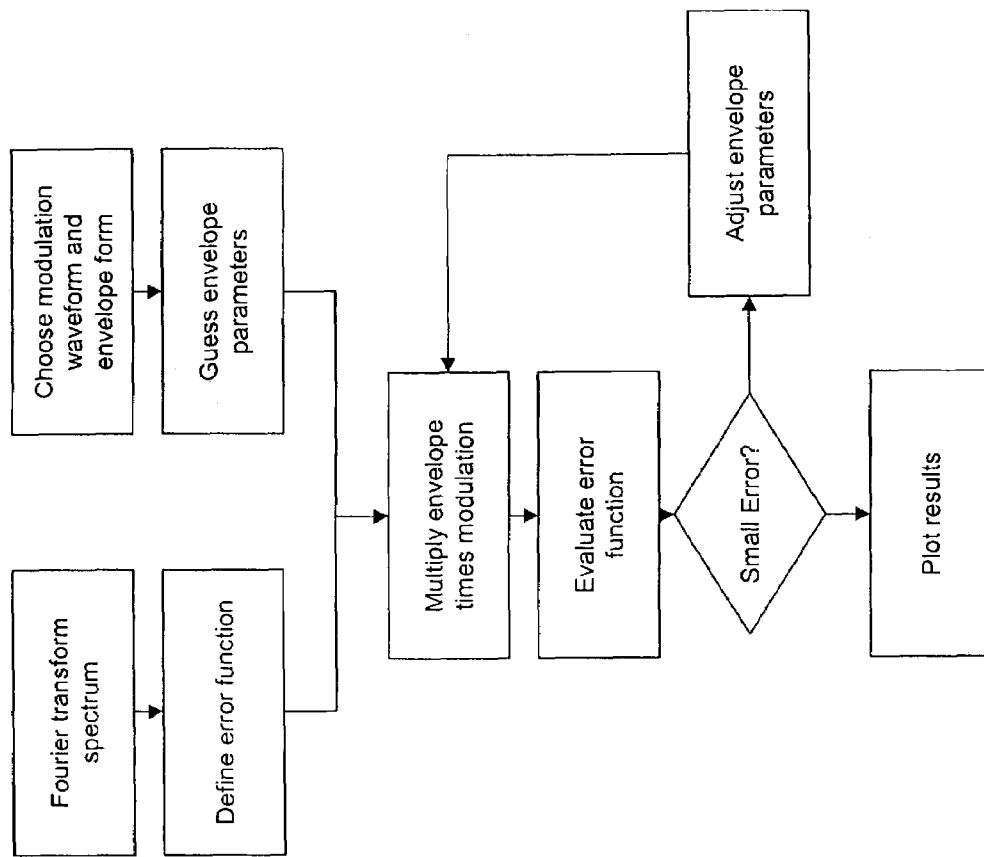 Fourier transform
spectrum
Define error function
Choose modulation
waveform and
envelope form
Guess envelope
parameters
Multiply envelope
times modulation
Evaluate error
function
Small Error?
Adjust envelope
parameters
Plot results